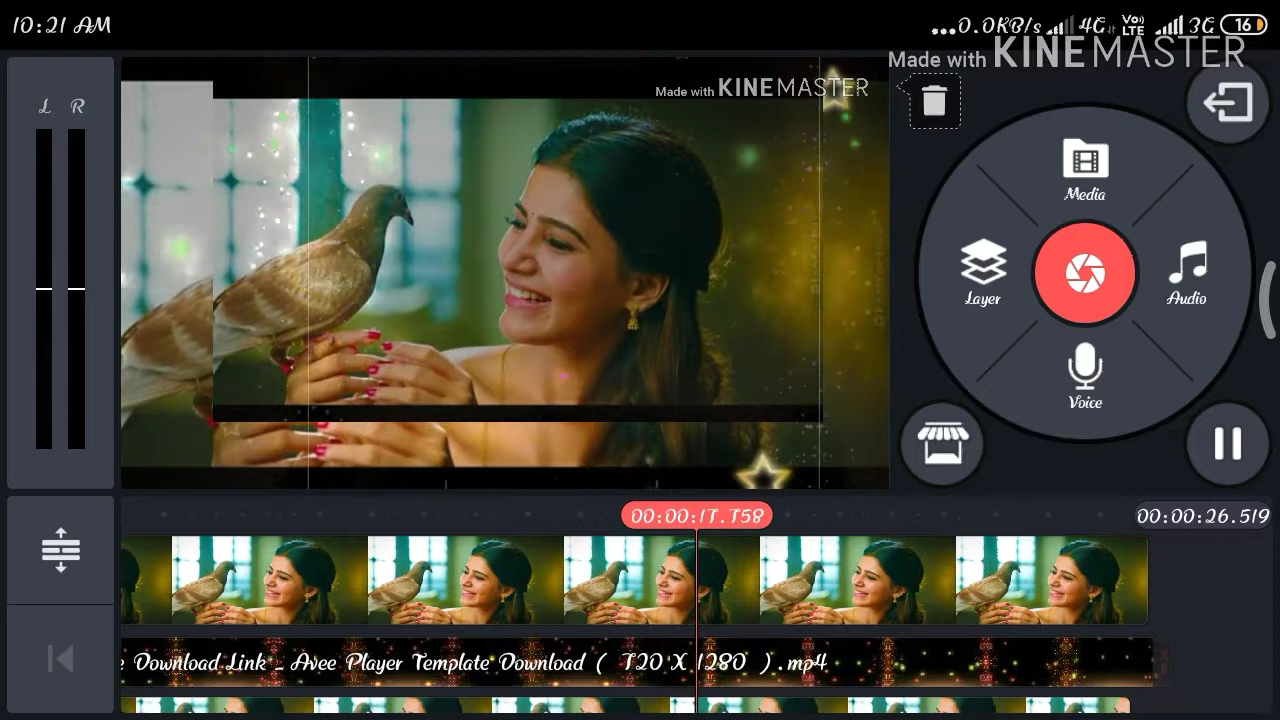 10:21 AM
...0.0KB/s 4G Vo)) LTE 3G 16
Made with KINEMASTER
L R
Made with KINEMASTER
Media
Layer
Audio
Voice
00:00:17.758
00:00:26.519
Download Link _ Avee Player Template Download ( 720 X 1280 ).mp4